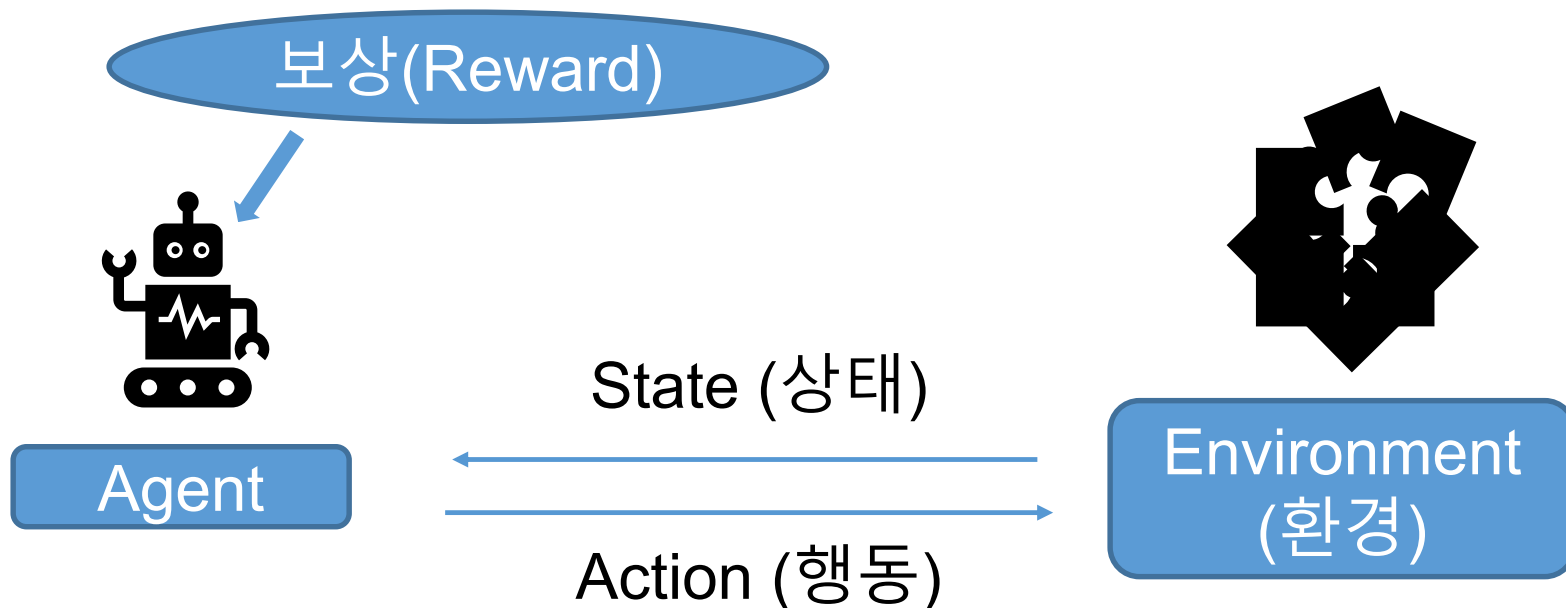 보상(Reward)
State (상태)
Agent
Environment
(환경)
Action (행동)